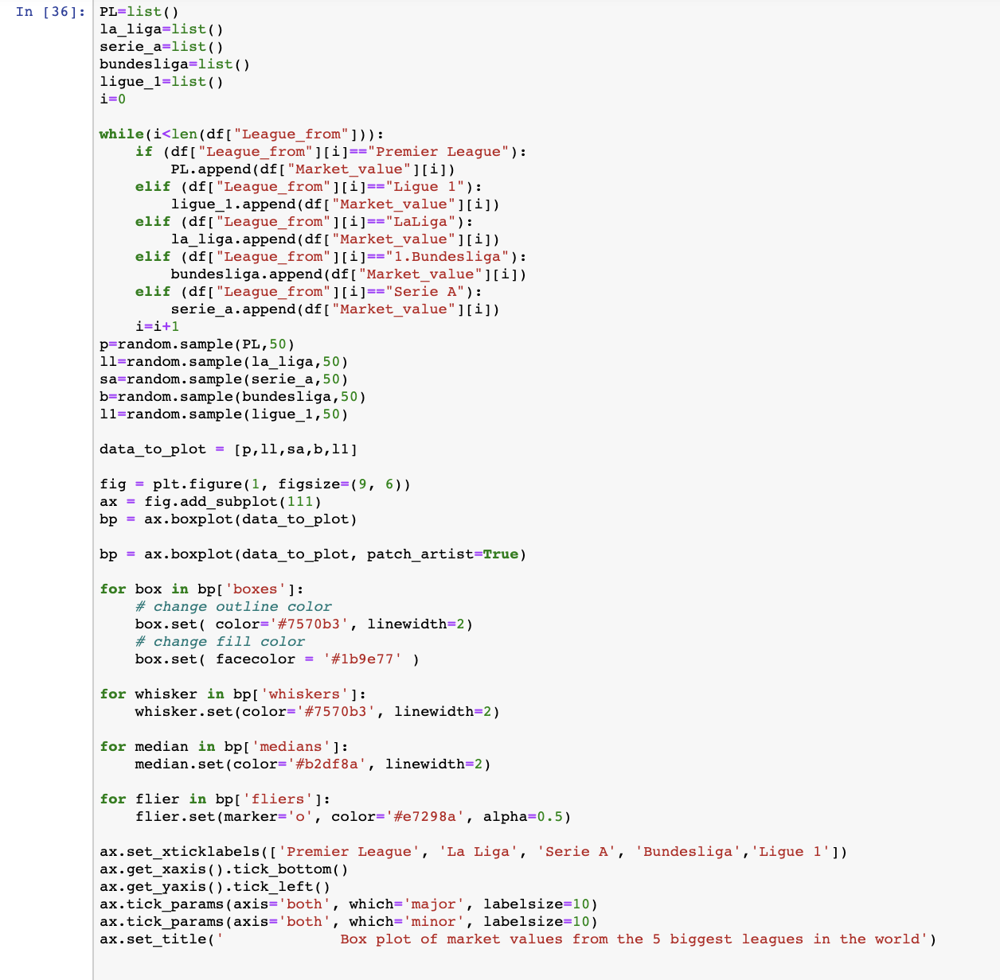 In [36]: PL=list()
la_liga=list()
serie_a=list()
bundesliga=list()
ligue_1=list()
i=0

while(i<len(df["League_from"])):
    if (df["League_from"][i]=="Premier League"):
        PL.append(df["Market_value"][i])
    elif (df["League_from"][i]=="Ligue 1"):
        ligue_1.append(df["Market_value"][i])
    elif (df["League_from"][i]=="LaLiga"):
        la_liga.append(df["Market_value"][i])
    elif (df["League_from"][i]=="1.Bundesliga"):
        bundesliga.append(df["Market_value"][i])
    elif (df["League_from"][i]=="Serie A"):
        serie_a.append(df["Market_value"][i])
    i=i+1
p=random.sample(PL,50)
ll=random.sample(la_liga,50)
sa=random.sample(serie_a,50)
b=random.sample(bundesliga,50)
l1=random.sample(ligue_1,50)

data_to_plot = [p,ll,sa,b,l1]

fig = plt.figure(1, figsize=(9, 6))
ax = fig.add_subplot(111)
bp = ax.boxplot(data_to_plot)

bp = ax.boxplot(data_to_plot, patch_artist=True)

for box in bp['boxes']:
    # change outline color
    box.set( color='#7570b3', linewidth=2)
    # change fill color
    box.set( facecolor = '#1b9e77' )

for whisker in bp['whiskers']:
    whisker.set(color='#7570b3', linewidth=2)

for median in bp['medians']:
    median.set(color='#b2df8a', linewidth=2)

for flier in bp['fliers']:
    flier.set(marker='o', color='#e7298a', alpha=0.5)

ax.set_xticklabels(['Premier League', 'La Liga', 'Serie A', 'Bundesliga','Ligue 1'])
ax.get_xaxis().tick_bottom()
ax.get_yaxis().tick_left()
ax.tick_params(axis='both', which='major', labelsize=10)
ax.tick_params(axis='both', which='minor', labelsize=10)
ax.set_title('             Box plot of market values from the 5 biggest leagues in the world')